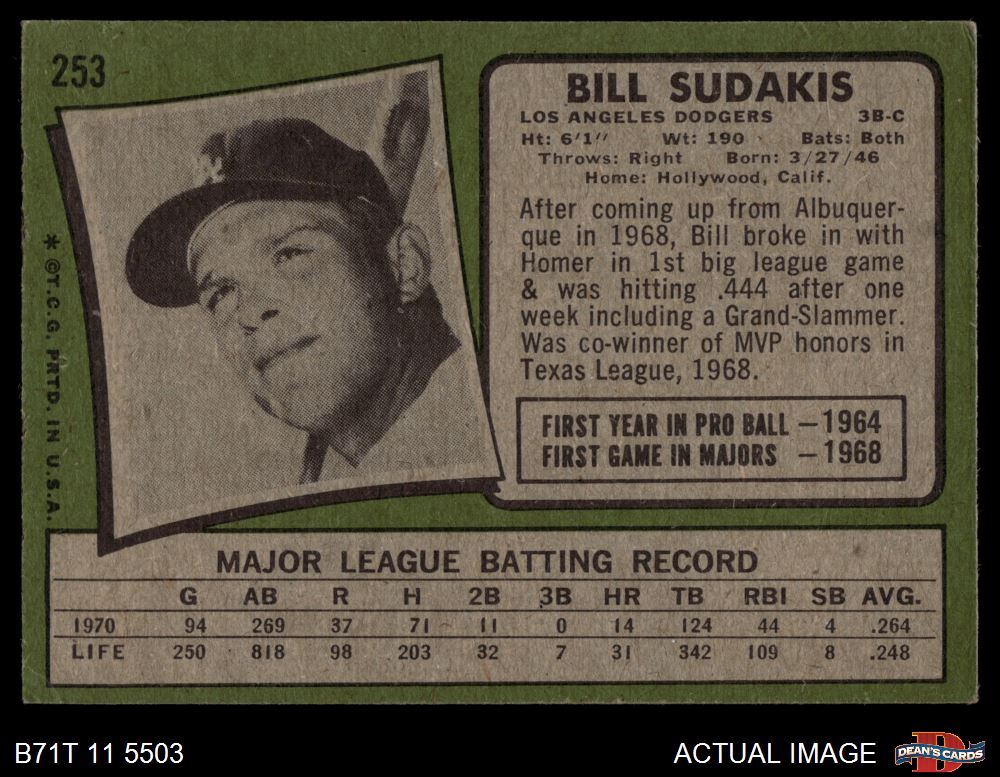 253
BILL SUDAKIS
LOS ANGELES DODGERS 3B-C
Ht: 6'1" Wt: 190 Bats: Both
Throws: Right Born: 3/27/46
Home: Hollywood, Calif.
After coming up from Albuquer-
que in 1968, Bill broke in with
Homer in 1st big league game
& was hitting .444 after one
week including a Grand-Slammer.
Was co-winner of MVP honors in
Texas League, 1968.
FIRST YEAR IN PRO BALL — 1964
FIRST GAME IN MAJORS — 1968
* ©T.C.G. PRTD. IN U.S.A.
MAJOR LEAGUE BATTING RECORD
G AB R H 2B 3B HR TB RBI SB AVG.
1970 94 269 37 71 11 0 14 124 44 4 .264
LIFE 250 818 98 203 32 7 31 342 109 8 .248
B71T 11 5503
ACTUAL IMAGE
D
DEAN'S CARDS